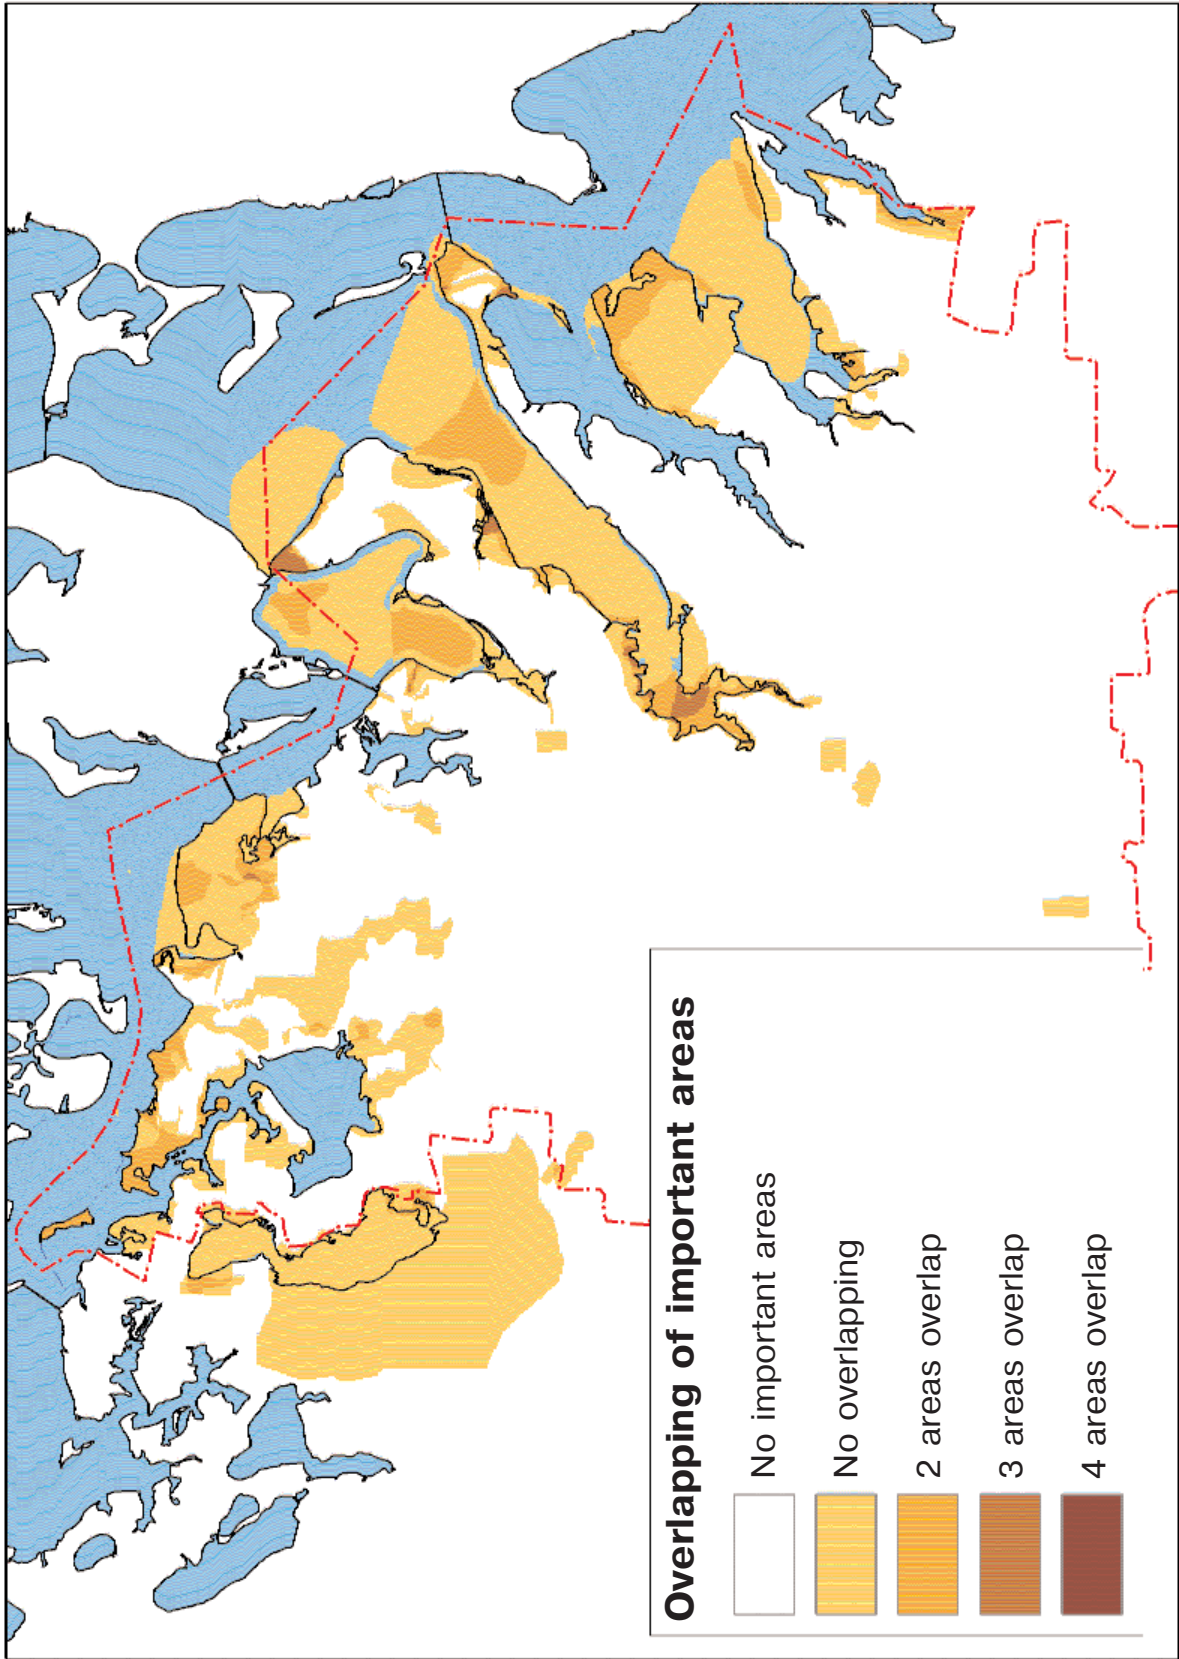 Overlapping of important areas
No important areas
No overlapping
2 areas overlap
3 areas overlap
4 areas overlap